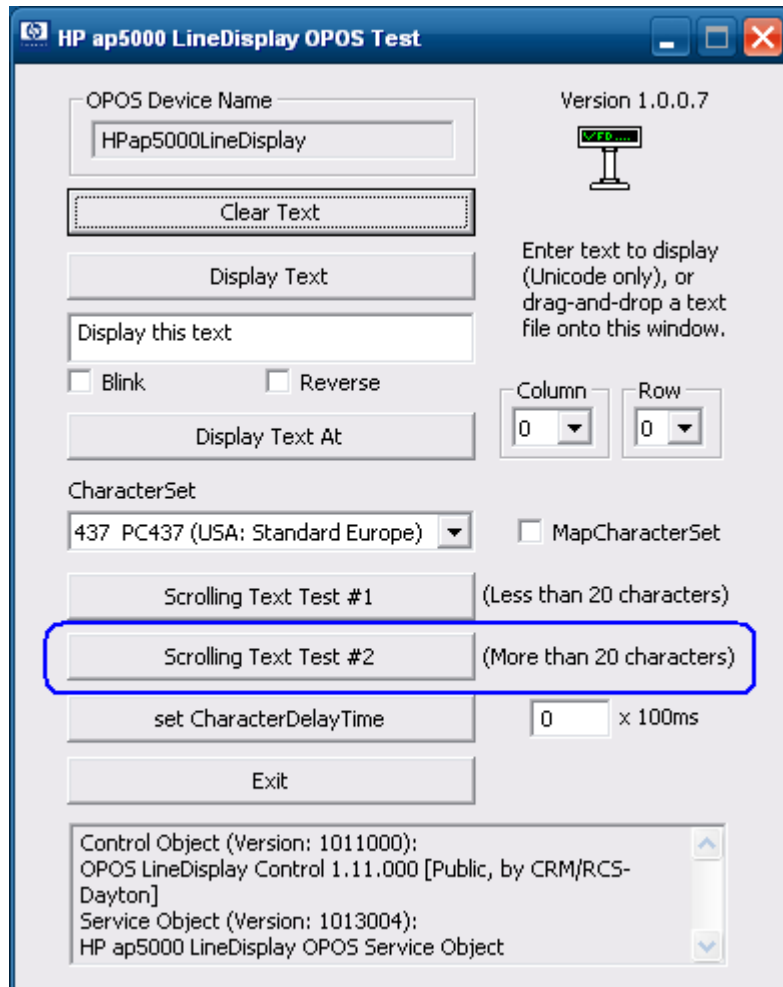 HP ap5000 LineDisplay OPOS Test
OPOS Device Name
Version 1.0.0.7
HPap5000LineDisplay
VFD....
Clear Text
Display Text
Enter text to display
(Unicode only), or
drag-and-drop a text
file onto this window.
Display this text
Blink
Reverse
Column
Row
0
0
Display Text At
CharacterSet
437 PC437 (USA: Standard Europe)
MapCharacterSet
Scrolling Text Test #1
(Less than 20 characters)
Scrolling Text Test #2
(More than 20 characters)
set CharacterDelayTime
0
x 100ms
Exit
Control Object (Version: 1011000):
OPOS LineDisplay Control 1.11.000 [Public, by CRM/RCS-
Dayton]
Service Object (Version: 1013004):
HP ap5000 LineDisplay OPOS Service Object